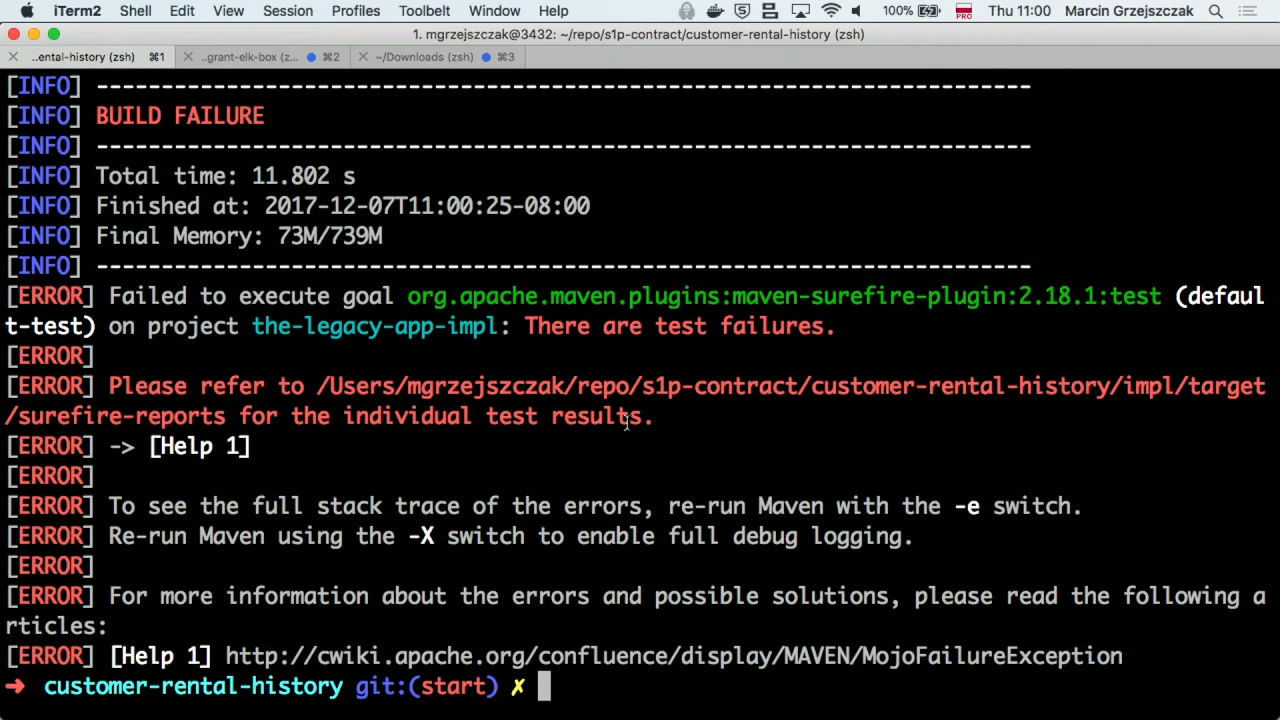 iTerm2 Shell Edit View Session Profiles Toolbelt Window Help 100% PRO Thu 11:00 Marcin Grzejszczak
1. mgrzejszczak@3432: ~/repo/s1p-contract/customer-rental-history (zsh)
..ental-history (zsh) ⌘1 ..grant-elk-box (z... ⌘2 ~/Downloads (zsh) ⌘3
[INFO] ------------------------------------------------------------------------
[INFO] BUILD FAILURE
[INFO] ------------------------------------------------------------------------
[INFO] Total time: 11.802 s
[INFO] Finished at: 2017-12-07T11:00:25-08:00
[INFO] Final Memory: 73M/739M
[INFO] ------------------------------------------------------------------------
[ERROR] Failed to execute goal org.apache.maven.plugins:maven-surefire-plugin:2.18.1:test (defaul
t-test) on project the-legacy-app-impl: There are test failures.
[ERROR]
[ERROR] Please refer to /Users/mgrzejszczak/repo/s1p-contract/customer-rental-history/impl/target
/surefire-reports for the individual test results.
[ERROR] -> [Help 1]
[ERROR]
[ERROR] To see the full stack trace of the errors, re-run Maven with the -e switch.
[ERROR] Re-run Maven using the -X switch to enable full debug logging.
[ERROR]
[ERROR] For more information about the errors and possible solutions, please read the following a
rticles:
[ERROR] [Help 1] http://cwiki.apache.org/confluence/display/MAVEN/MojoFailureException
➜ customer-rental-history git:(start) ✗